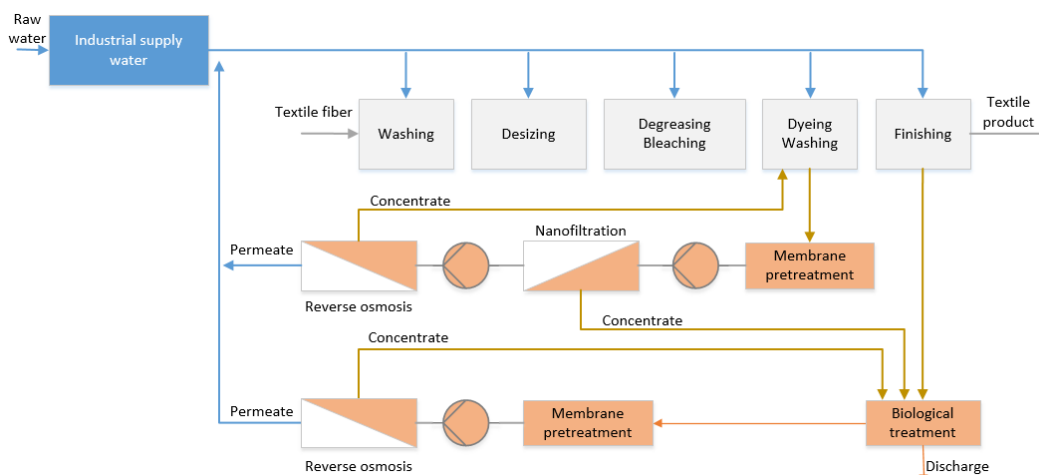 Raw
water
Industrial supply
water
Textile fiber
Washing
Desizing
Degreasing
Bleaching
Dyeing
Washing
Finishing
Textile
product
Concentrate
Permeate
Reverse osmosis
Nanofiltration
Membrane
pretreatment
Concentrate
Concentrate
Permeate
Reverse osmosis
Membrane
pretreatment
Biological
treatment
Discharge